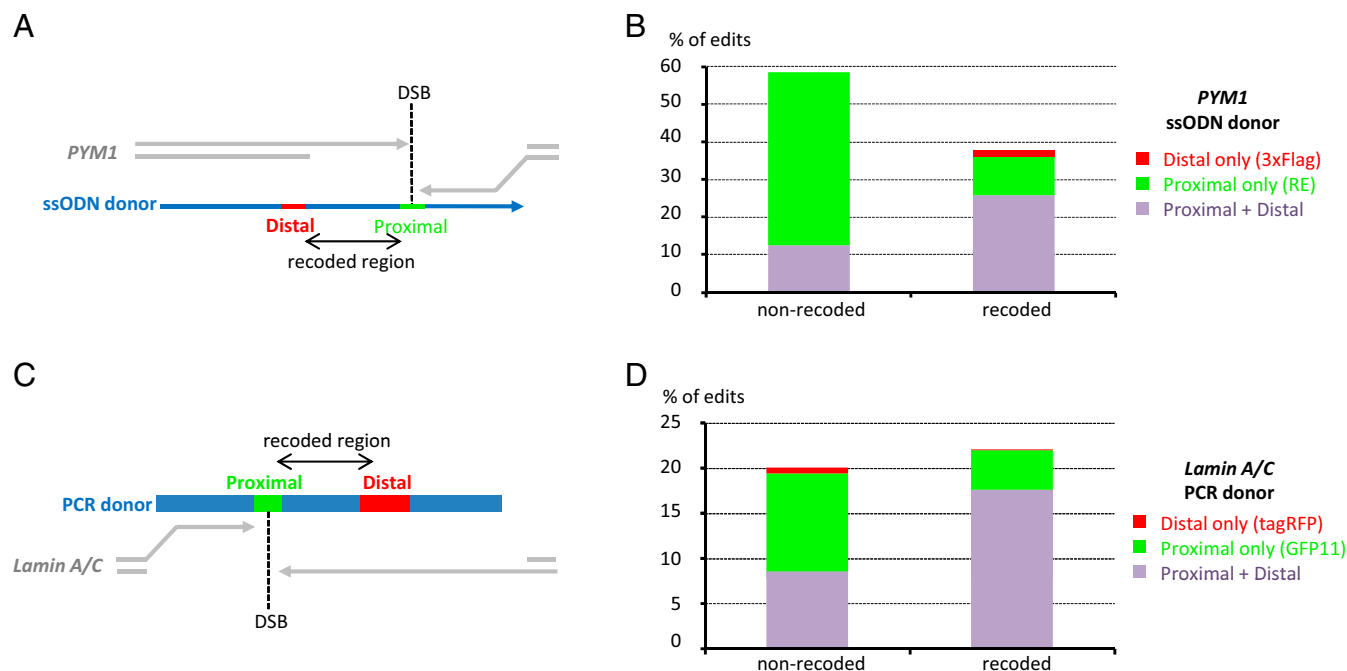 A
DSB
PYM1
ssODN donor
Distal
Proximal
recoded region
B
% of edits
60
50
40
30
20
10
0
non-recoded
recoded
PYM1
ssODN donor
Distal only (3xFlag)
Proximal only (RE)
Proximal + Distal
C
recoded region
Proximal
Distal
PCR donor
Lamin A/C
DSB
D
% of edits
25
20
15
10
5
0
non-recoded
recoded
Lamin A/C
PCR donor
Distal only (tagRFP)
Proximal only (GFP11)
Proximal + Distal